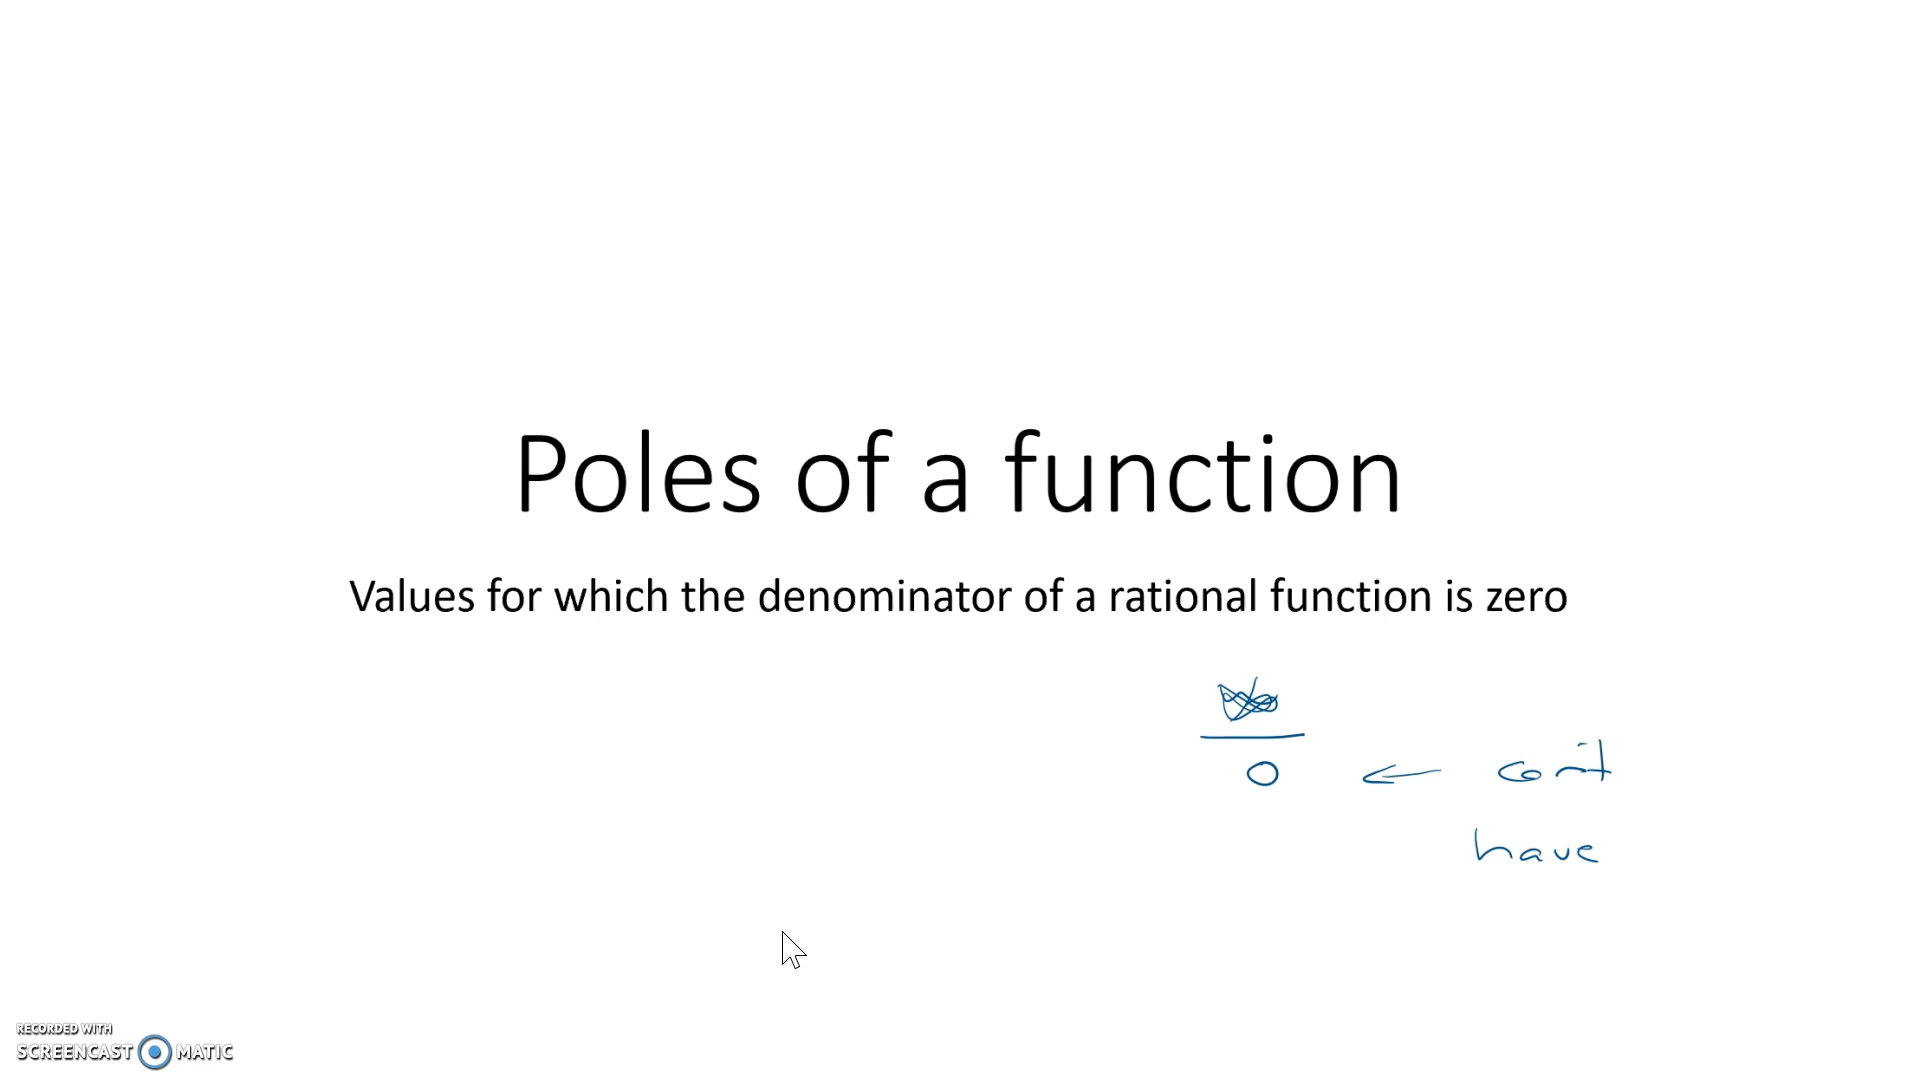 Poles of a function
Values for which the denominator of a rational function is zero
0 ← can't
have
RECORDED WITH
SCREENCAST MATIC